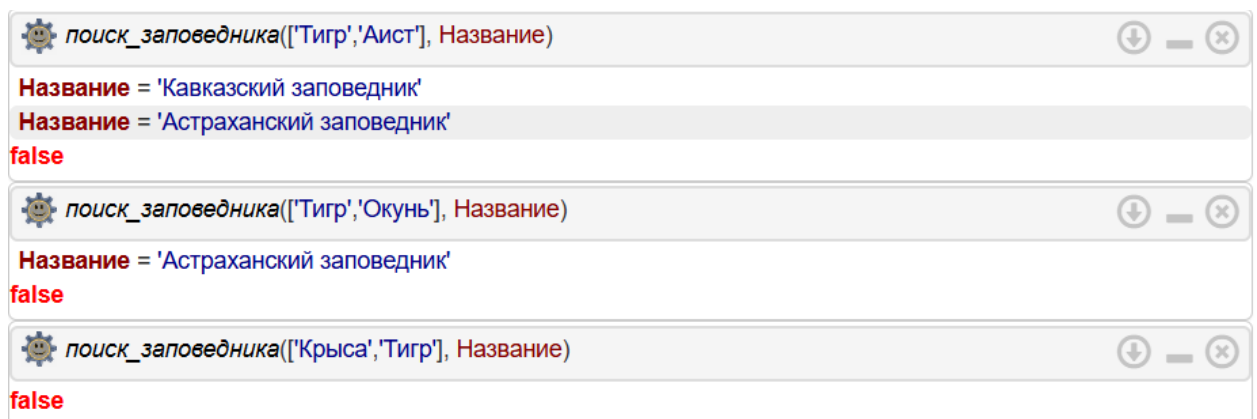 поиск_заповедника(['Тигр','Аист'], Название)
Название = 'Кавказский заповедник'
Название = 'Астраханский заповедник'
false
поиск_заповедника(['Тигр','Окунь'], Название)
Название = 'Астраханский заповедник'
false
поиск_заповедника(['Крыса','Тигр'], Название)
false